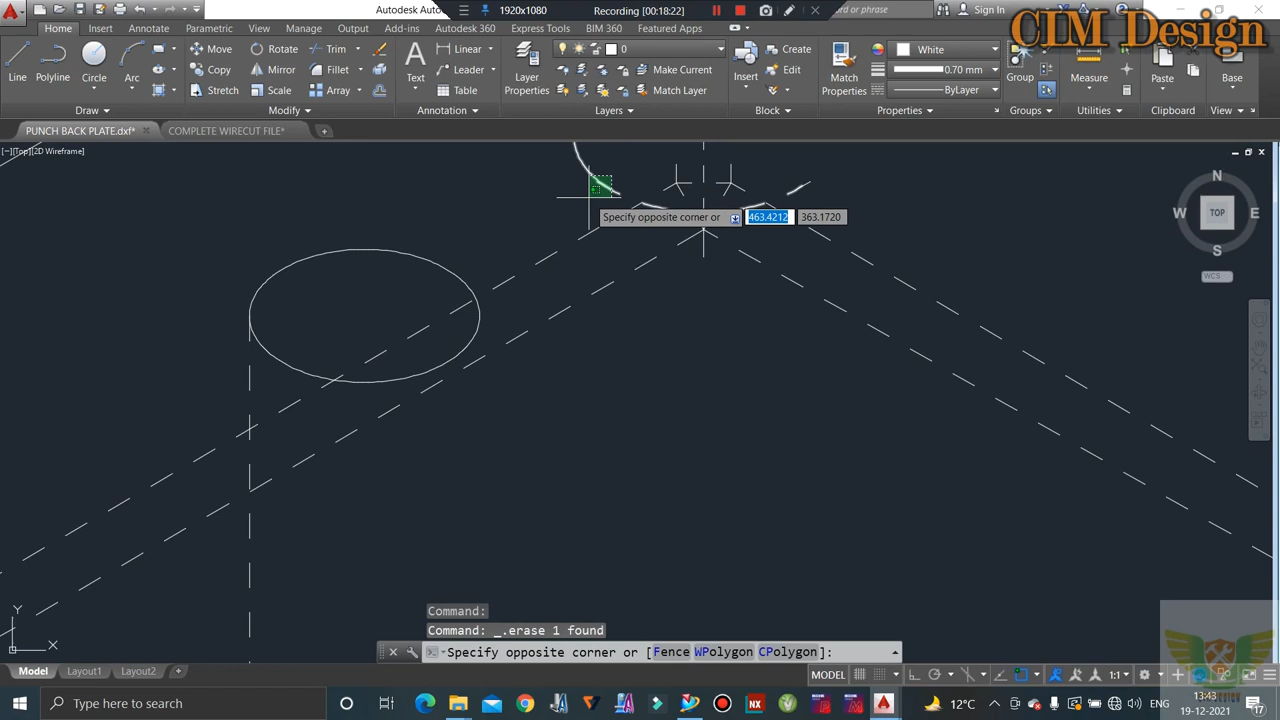 Autodesk Auto
1920x1080
Recording [00:18:22]
or phrase
Sign In
CIM Design
Home Insert Annotate Parametric View Manage Output Add-ins Autodesk 360 Express Tools BIM 360 Featured Apps
Line Polyline Circle Arc
Move Rotate Trim
Copy Mirror Fillet
Stretch Scale Array
Text
Linear
Leader
Table
Layer Properties
0
Make Current
Match Layer
Insert
Create
Edit
Match Properties
White
0.70 mm
ByLayer
Group
Measure
Paste
Base
Draw Modify Annotation Layers Block Properties Groups Utilities Clipboard View
PUNCH BACK PLATE.dxf* COMPLETE WIRECUT FILE*
[−][Top][2D Wireframe]
N
W TOP E
S
WCS
Specify opposite corner or 463.4212 363.1720
Y
X
Command:
Command: _.erase 1 found
Specify opposite corner or [Fence WPolygon CPolygon]:
Model Layout1 Layout2
MODEL 1:1
Type here to search
NX
12°C
ENG
13:43
19-12-2021
17